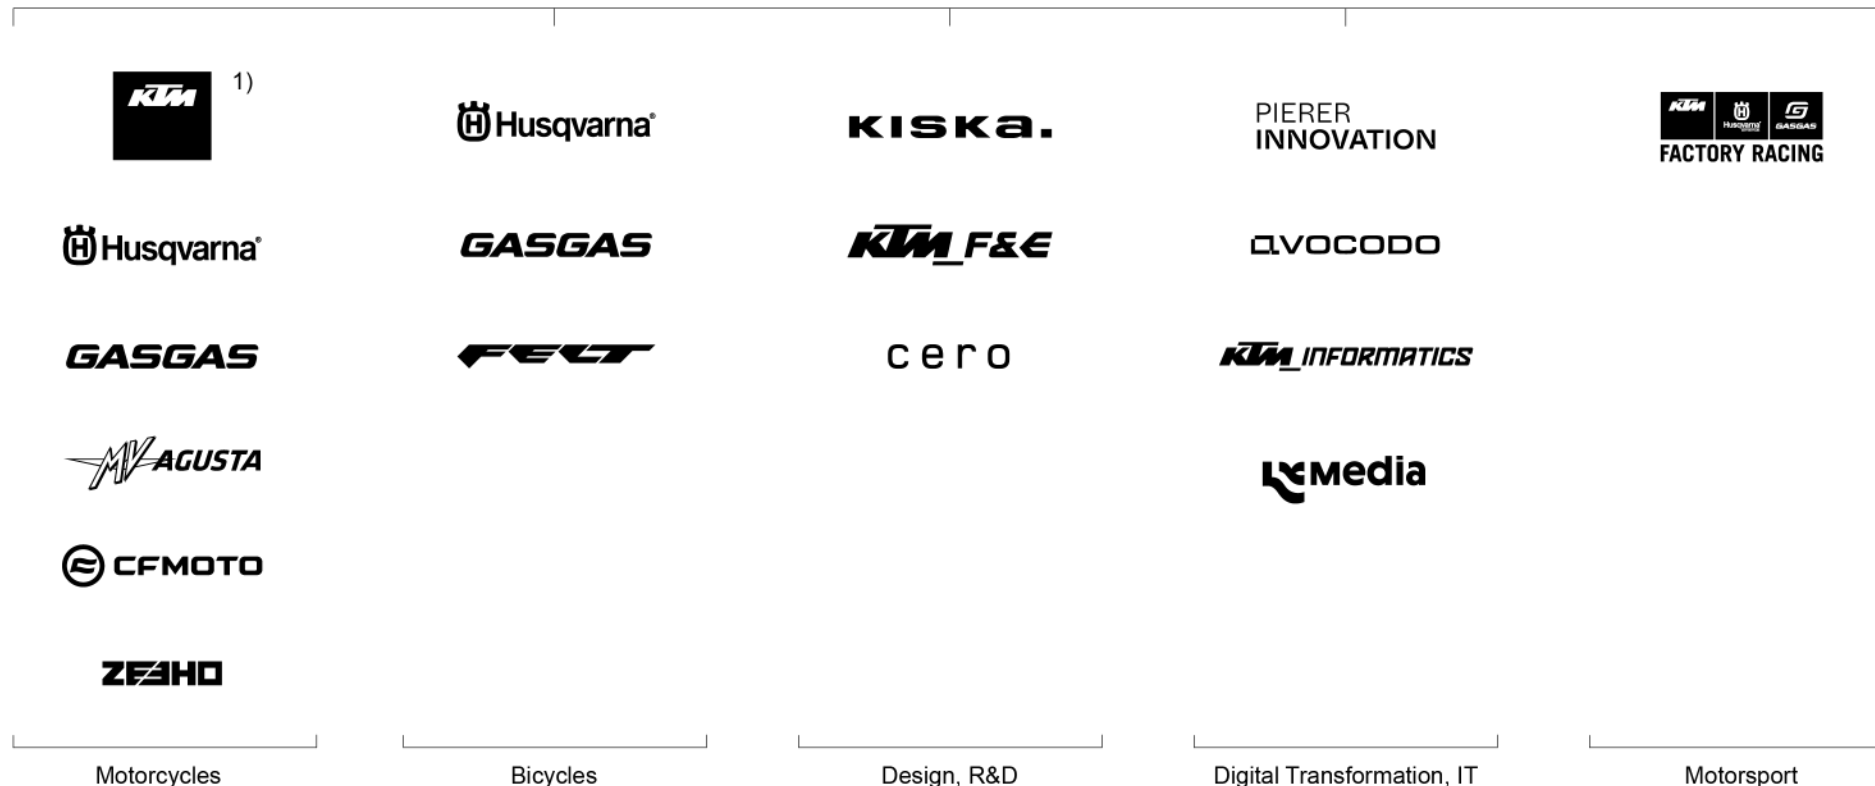 KTM 1)
Husqvarna®
GASGAS
MV AGUSTA
CFMOTO
ZEEHO
Motorcycles
Husqvarna®
GASGAS
FELT
Bicycles
KISKA.
KTM_F&E
cero
Design, R&D
PIERER
INNOVATION
AVOCODO
KTM_INFORMATICS
LX Media
Digital Transformation, IT
KTM Husqvarna GASGAS
FACTORY RACING
Motorsport